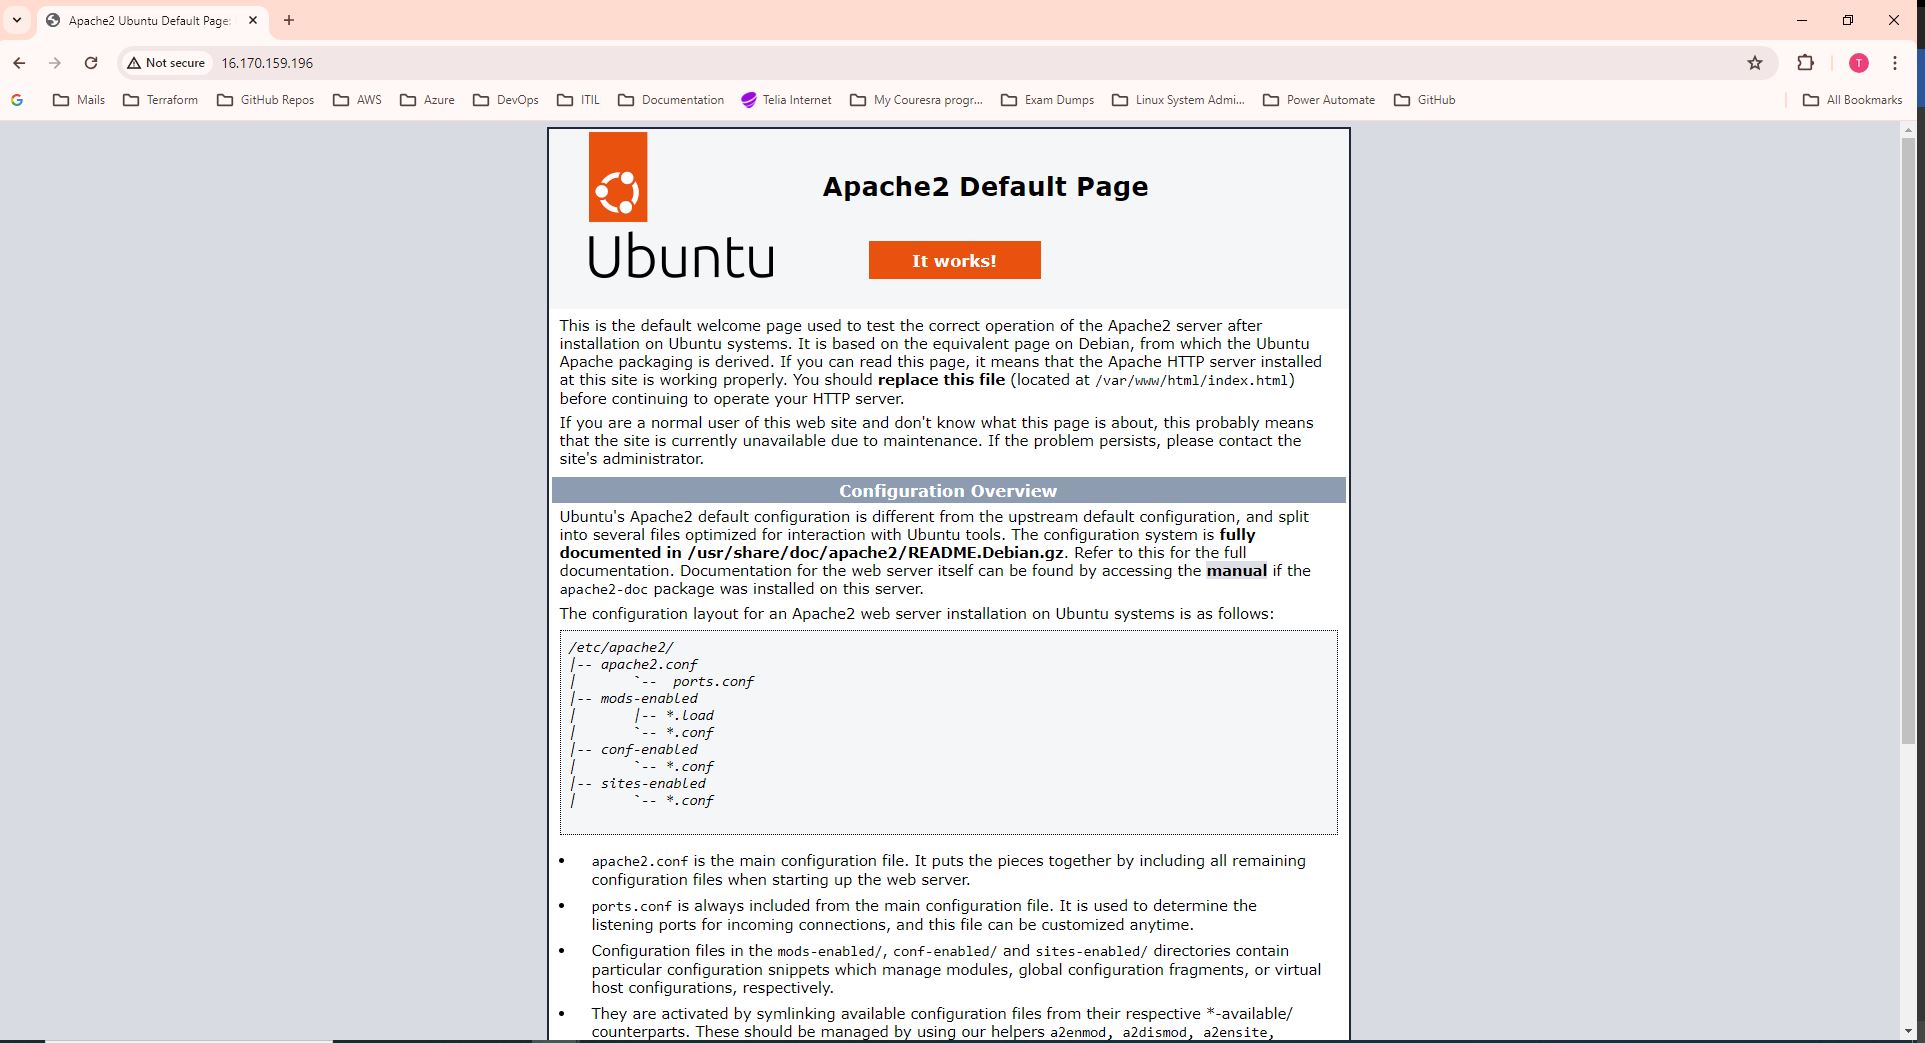 Apache2 Ubuntu Default Page:
Not secure 16.170.159.196
T
Mails Terraform GitHub Repos AWS Azure DevOps ITIL Documentation Telia Internet My Couresra progr... Exam Dumps Linux System Admi... Power Automate GitHub All Bookmarks
Ubuntu
Apache2 Default Page
It works!
This is the default welcome page used to test the correct operation of the Apache2 server after
installation on Ubuntu systems. It is based on the equivalent page on Debian, from which the Ubuntu
Apache packaging is derived. If you can read this page, it means that the Apache HTTP server installed
at this site is working properly. You should replace this file (located at /var/www/html/index.html)
before continuing to operate your HTTP server.
If you are a normal user of this web site and don't know what this page is about, this probably means
that the site is currently unavailable due to maintenance. If the problem persists, please contact the
site's administrator.
Configuration Overview
Ubuntu's Apache2 default configuration is different from the upstream default configuration, and split
into several files optimized for interaction with Ubuntu tools. The configuration system is fully
documented in /usr/share/doc/apache2/README.Debian.gz. Refer to this for the full
documentation. Documentation for the web server itself can be found by accessing the manual if the
apache2-doc package was installed on this server.
The configuration layout for an Apache2 web server installation on Ubuntu systems is as follows:
/etc/apache2/
|-- apache2.conf
|       `--  ports.conf
|-- mods-enabled
|       |-- *.load
|       `-- *.conf
|-- conf-enabled
|       `-- *.conf
|-- sites-enabled
|       `-- *.conf
• apache2.conf is the main configuration file. It puts the pieces together by including all remaining
configuration files when starting up the web server.
• ports.conf is always included from the main configuration file. It is used to determine the
listening ports for incoming connections, and this file can be customized anytime.
• Configuration files in the mods-enabled/, conf-enabled/ and sites-enabled/ directories contain
particular configuration snippets which manage modules, global configuration fragments, or virtual
host configurations, respectively.
• They are activated by symlinking available configuration files from their respective *-available/
counterparts. These should be managed by using our helpers a2enmod, a2dismod, a2ensite,